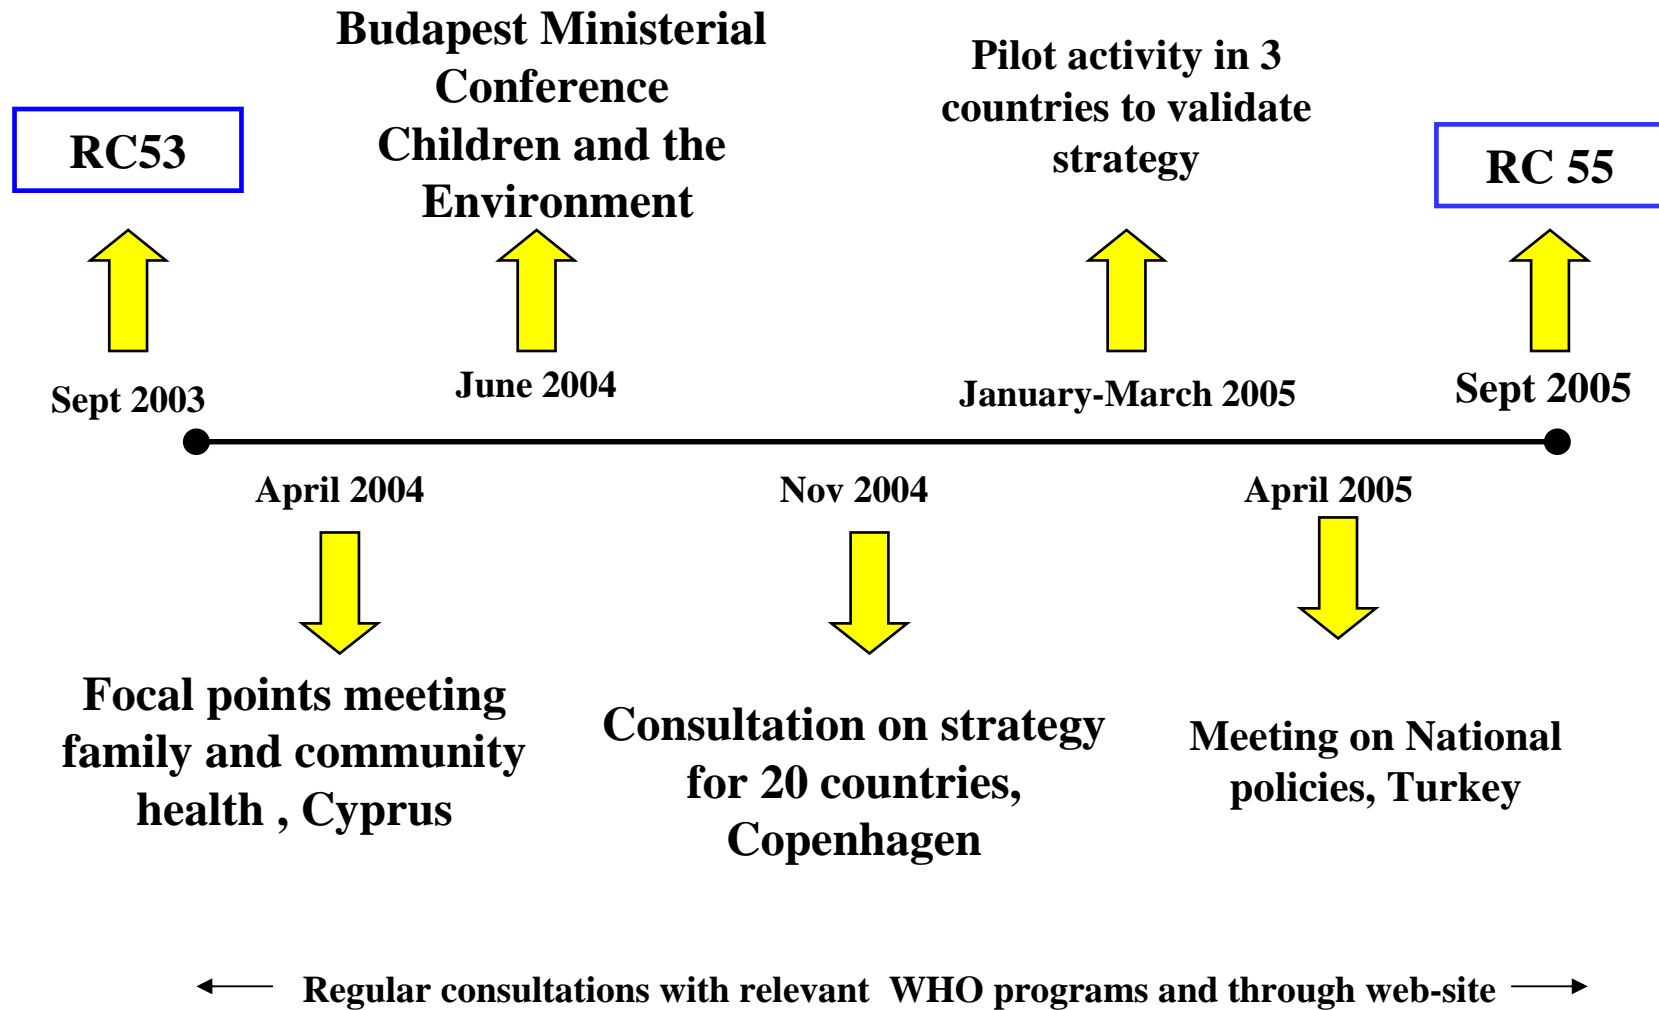 RC53
Budapest Ministerial
Conference
Children and the
Environment
Pilot activity in 3
countries to validate
strategy
RC 55
Sept 2003
June 2004
January-March 2005
Sept 2005
April 2004
Nov 2004
April 2005
Focal points meeting
family and community
health , Cyprus
Consultation on strategy
for 20 countries,
Copenhagen
Meeting on National
policies, Turkey
Regular consultations with relevant  WHO programs and through web-site